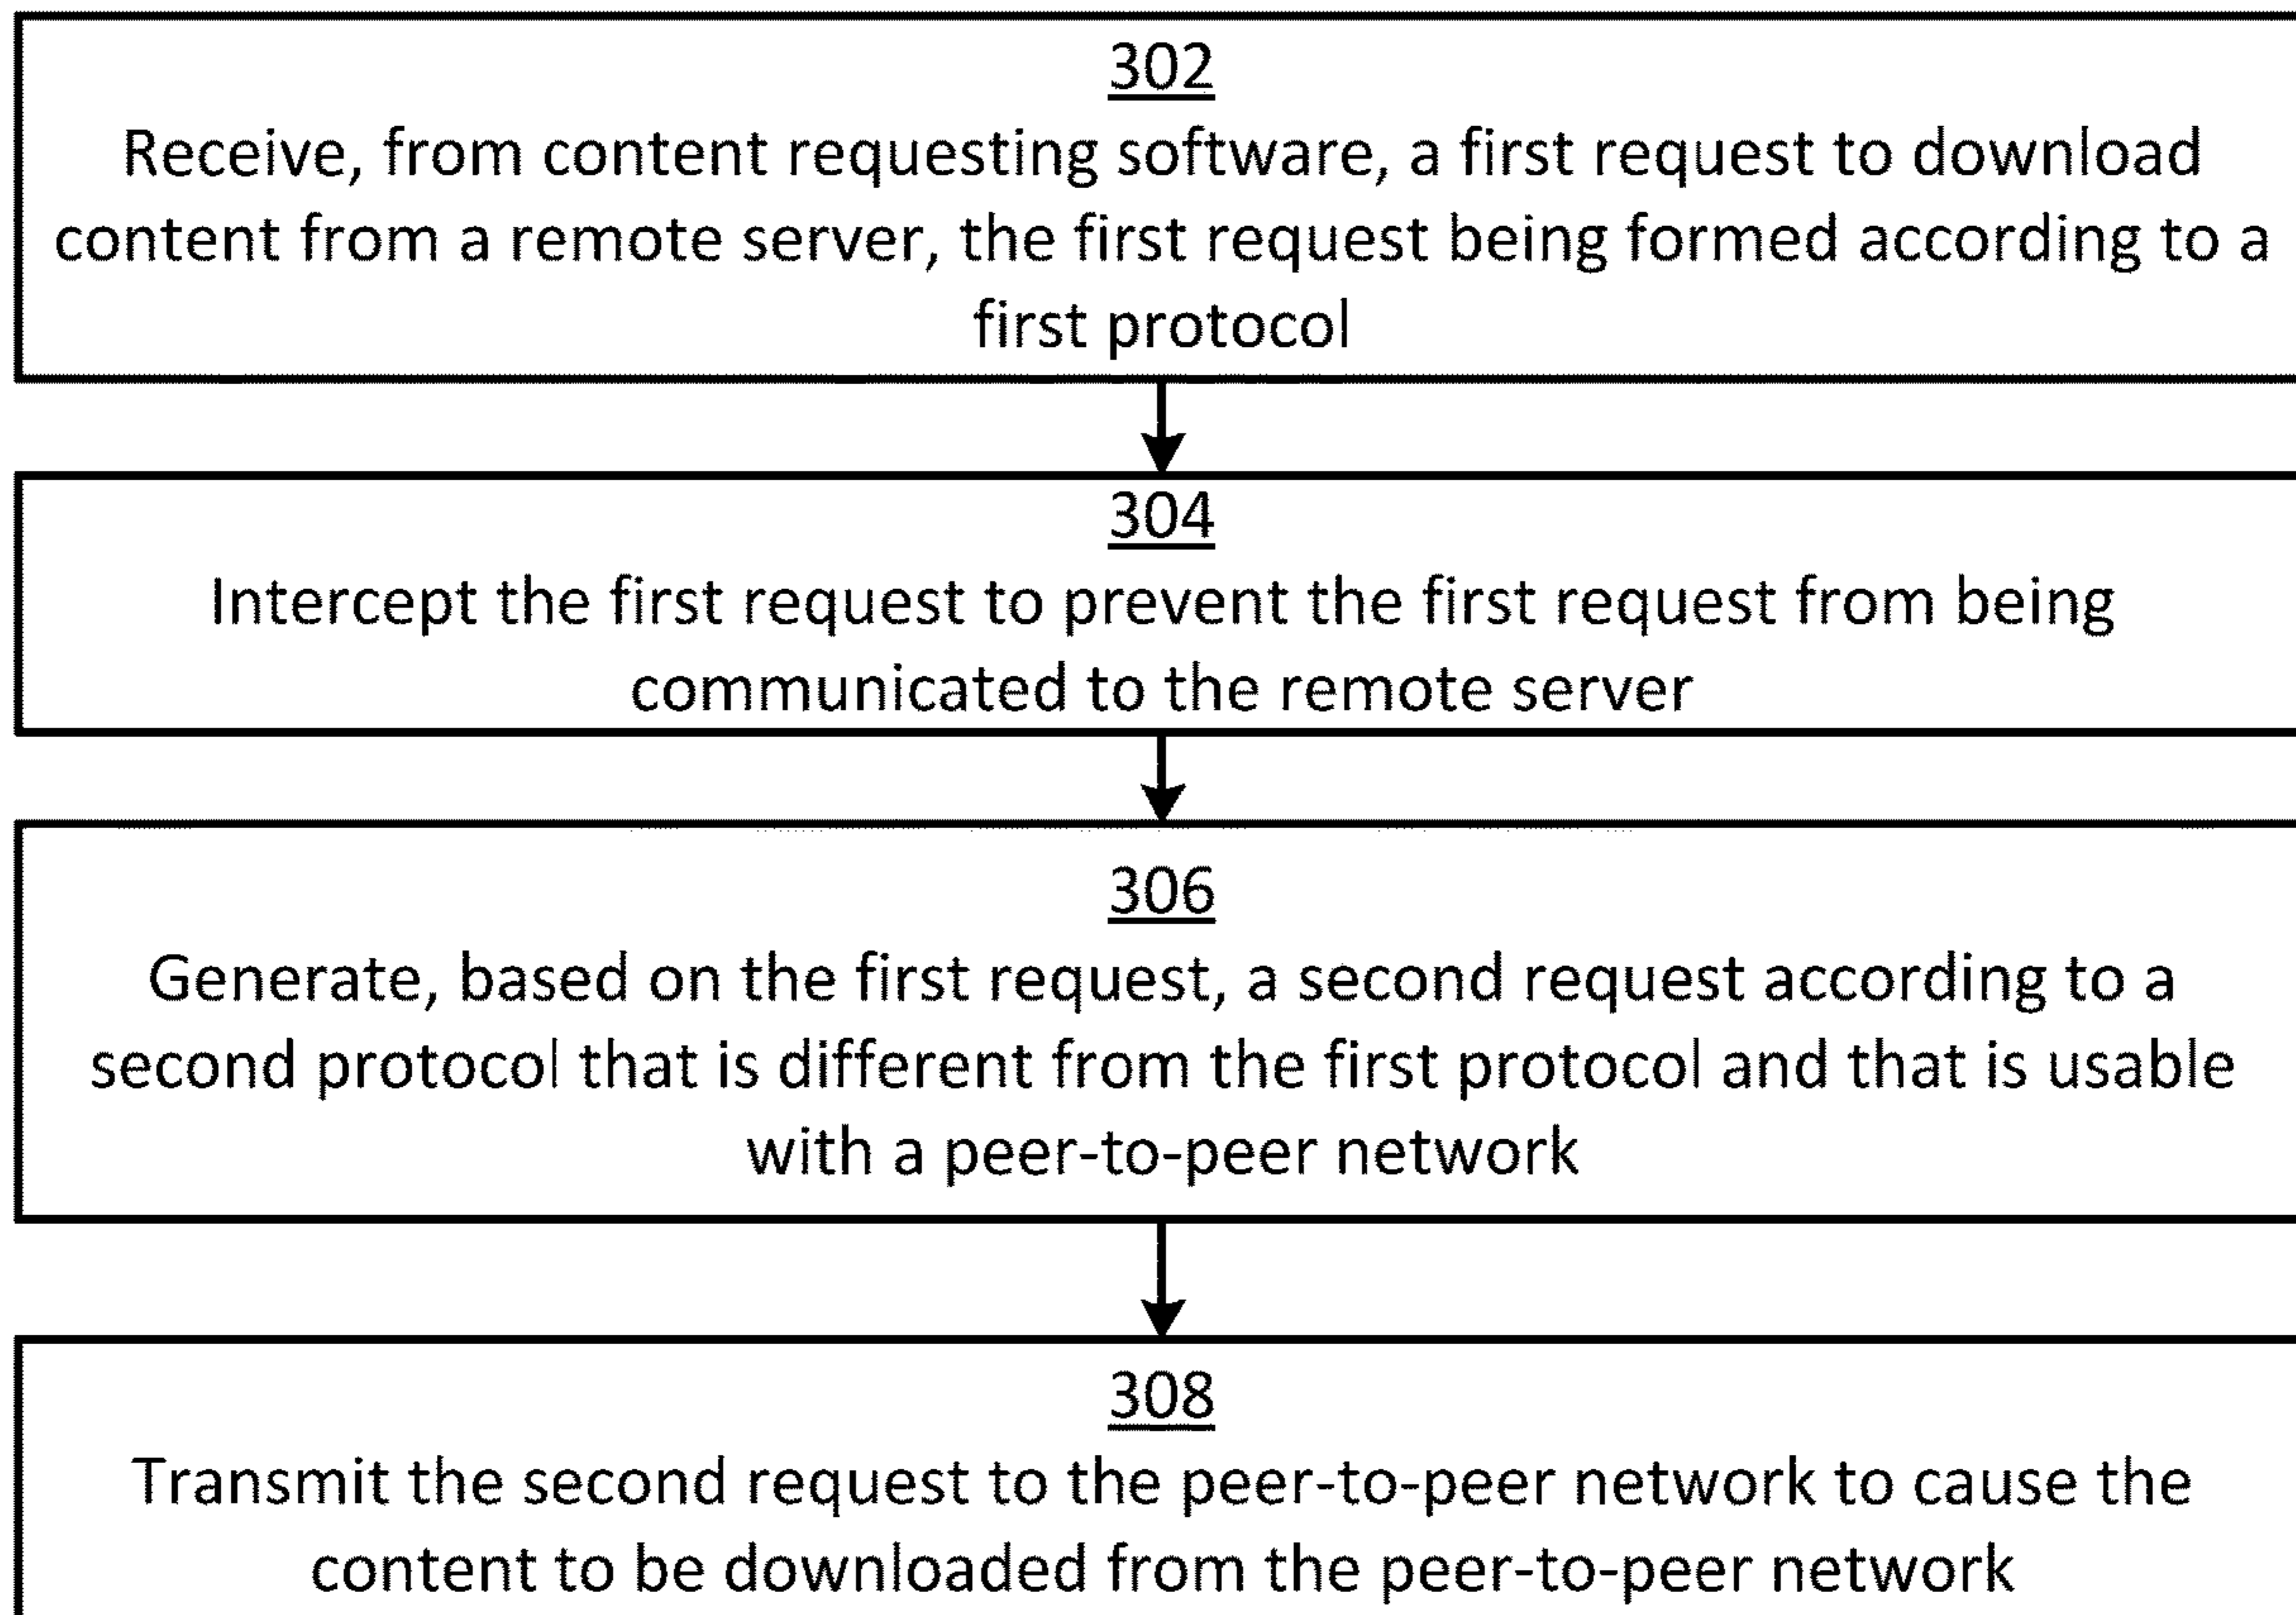 302
Receive, from content requesting software, a first request to download
content from a remote server, the first request being formed according to a
first protocol
304
Intercept the first request to prevent the first request from being
communicated to the remote server
306
Generate, based on the first request, a second request according to a
second protocol that is different from the first protocol and that is usable
with a peer-to-peer network
308
Transmit the second request to the peer-to-peer network to cause the
content to be downloaded from the peer-to-peer network